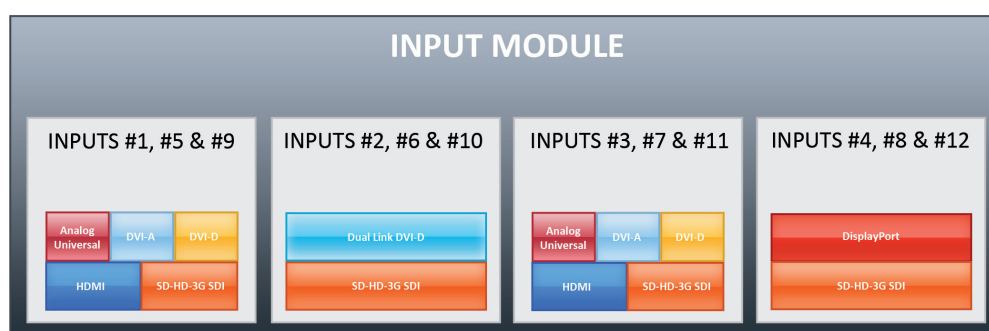 INPUT MODULE
INPUTS #1, #5 & #9
Analog
Universal
DVI-A
DVI-D
HDMI
SD-HD-3G SDI
INPUTS #2, #6 & #10
Dual Link DVI-D
SD-HD-3G SDI
INPUTS #3, #7 & #11
Analog
Universal
DVI-A
DVI-D
HDMI
SD-HD-3G SDI
INPUTS #4, #8 & #12
DisplayPort
SD-HD-3G SDI